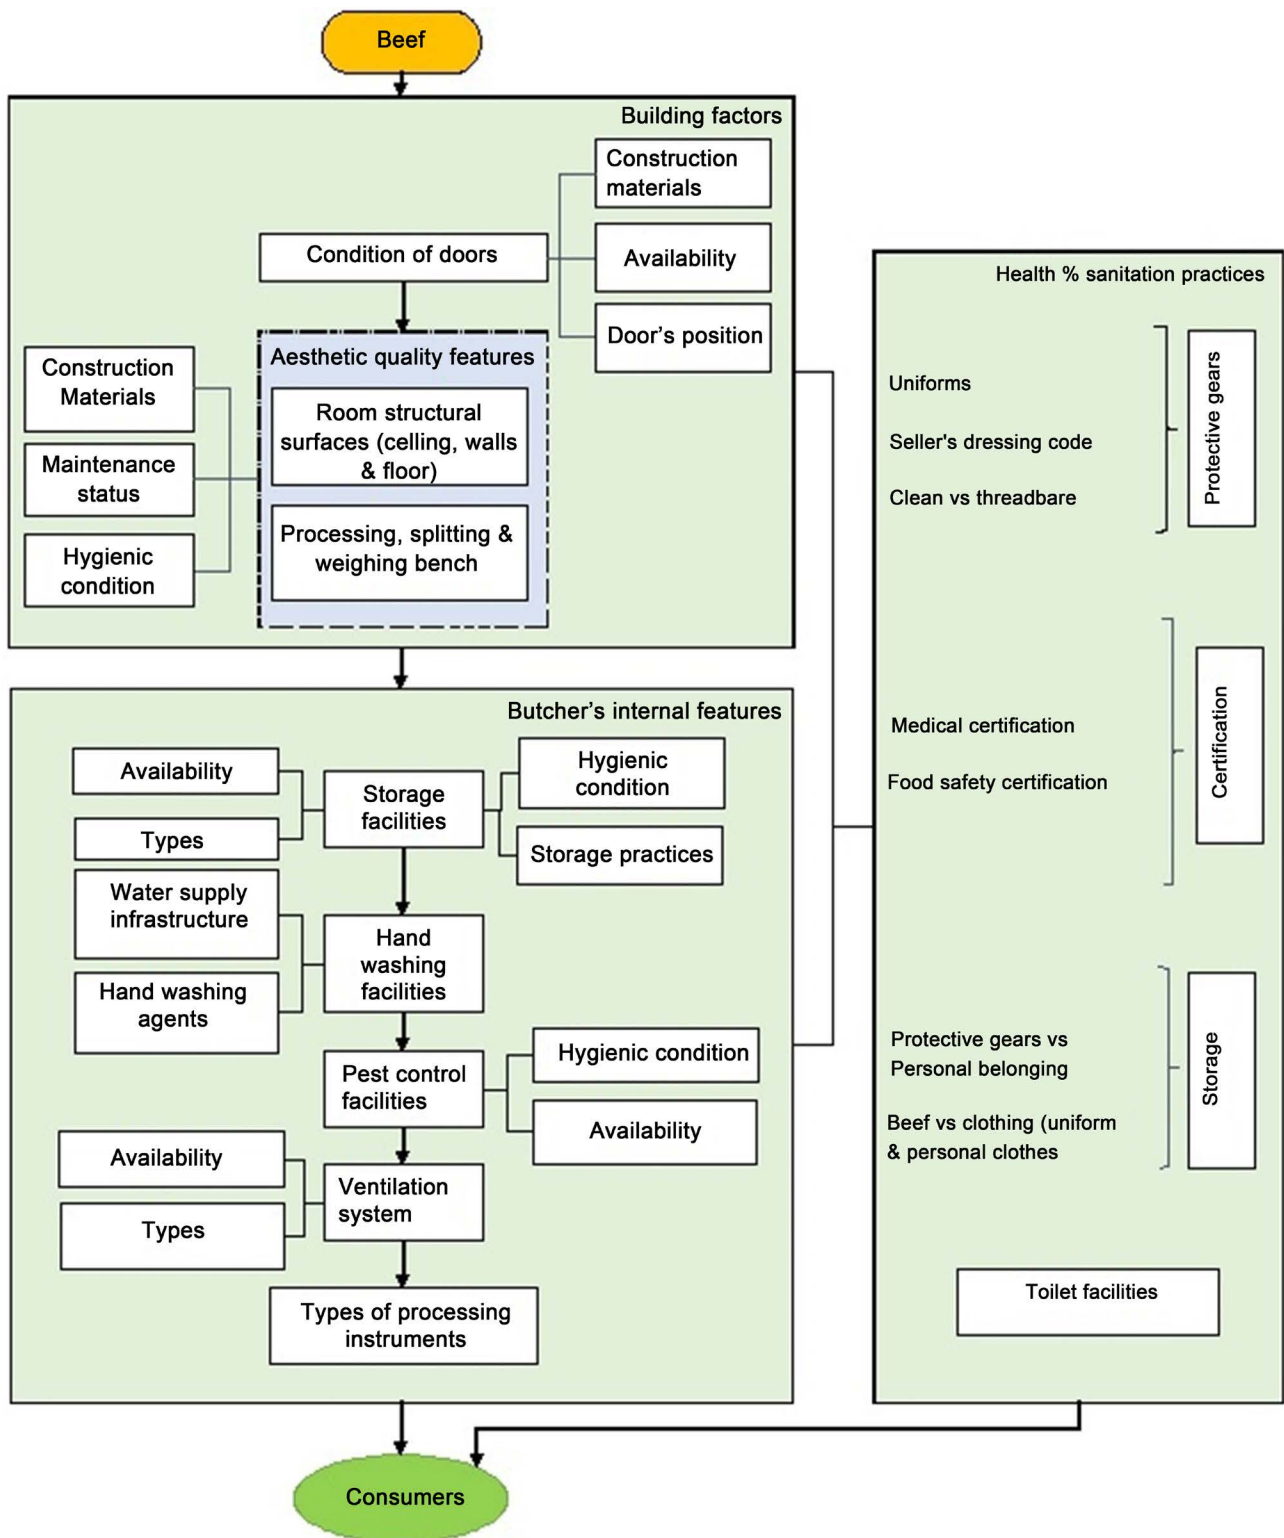 Beef
Building factors
Construction
materials
Condition of doors
Availability
Door's position
Aesthetic quality features
Construction
Materials
Room structural
surfaces (celling, walls
& floor)
Maintenance
status
Processing, splitting &
weighing bench
Hygienic
condition
Butcher's internal features
Availability
Types
Storage
facilities
Hygienic
condition
Storage practices
Water supply
infrastructure
Hand washing
agents
Hand
washing
facilities
Pest control
facilities
Hygienic condition
Availability
Availability
Types
Ventilation
system
Types of processing
instruments
Health % sanitation practices
Uniforms
Seller's dressing code
Clean vs threadbare
Protective gears
Medical certification
Food safety certification
Certification
Protective gears vs
Personal belonging
Beef vs clothing (uniform
& personal clothes
Storage
Toilet facilities
Consumers